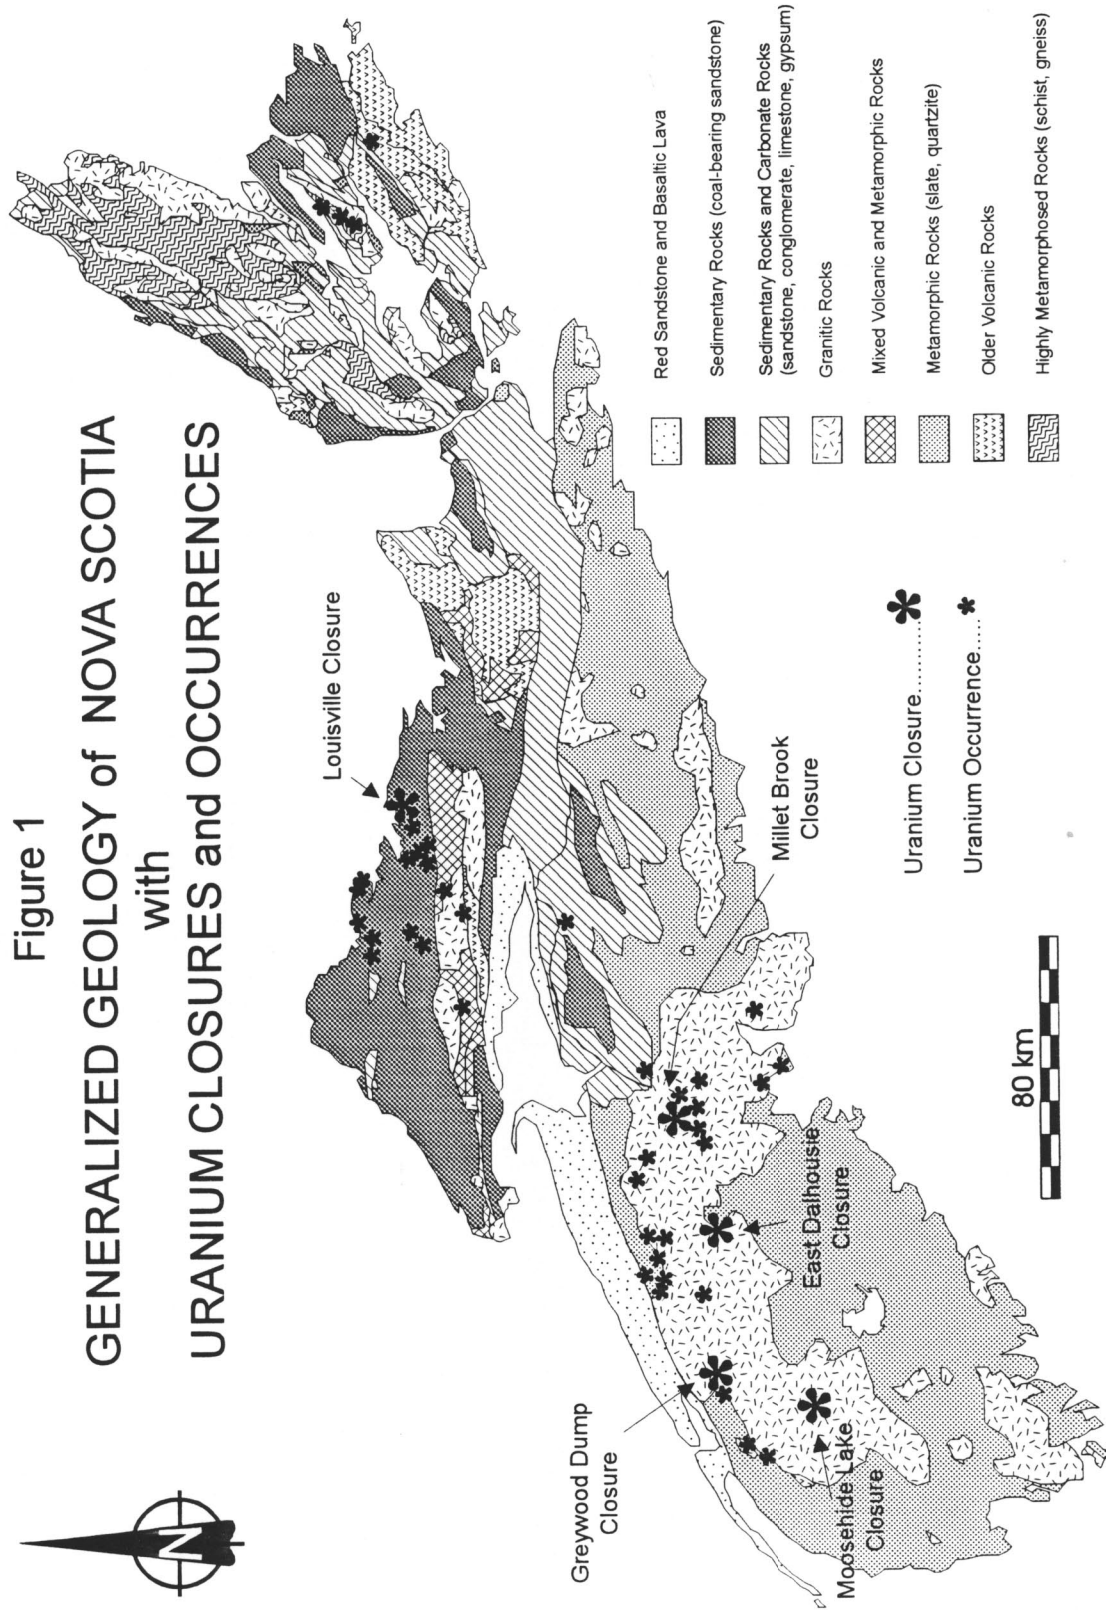 Figure 1
GENERALIZED GEOLOGY of NOVA SCOTIA
with
URANIUM CLOSURES and OCCURRENCES
N
Louisville Closure
Greywood Dump
Closure
Moosehide Lake
Closure
East Dalhousie
Closure
Millet Brook
Closure
80 km
Uranium Closure..............
Uranium Occurrence.....
Red Sandstone and Basaltic Lava
Sedimentary Rocks (coal-bearing sandstone)
Sedimentary Rocks and Carbonate Rocks
(sandstone, conglomerate, limestone, gypsum)
Granitic Rocks
Mixed Volcanic and Metamorphic Rocks
Metamorphic Rocks (slate, quartzite)
Older Volcanic Rocks
Highly Metamorphosed Rocks (schist, gneiss)